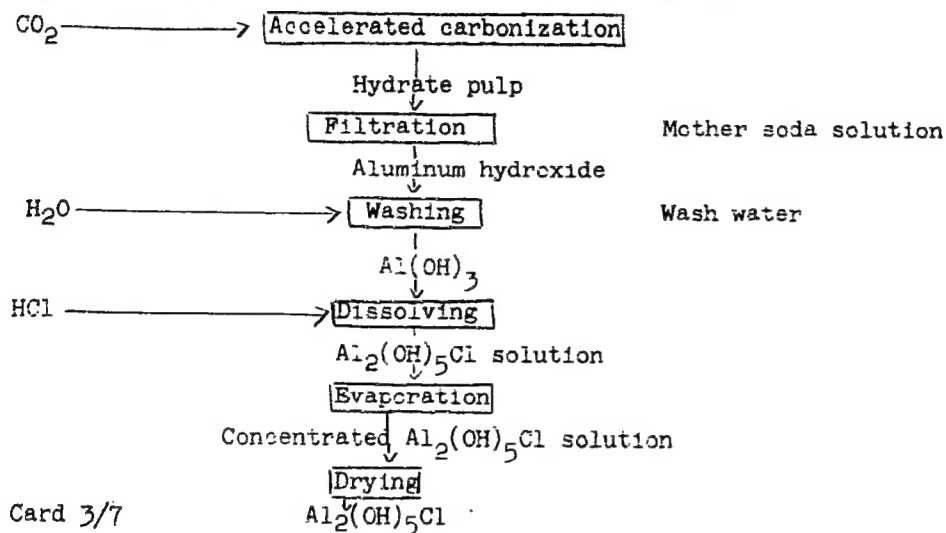 CO₂ Accelerated carbonization
Hydrate pulp
Filtration Mother soda solution
Aluminum hydroxide
H₂O Washing Wash water
Al(OH)₃
HCl Dissolving
Al₂(OH)₅Cl solution
Evaporation
Concentrated Al₂(OH)₅Cl solution
Drying
Card 3/7 Al₂(OH)₅Cl